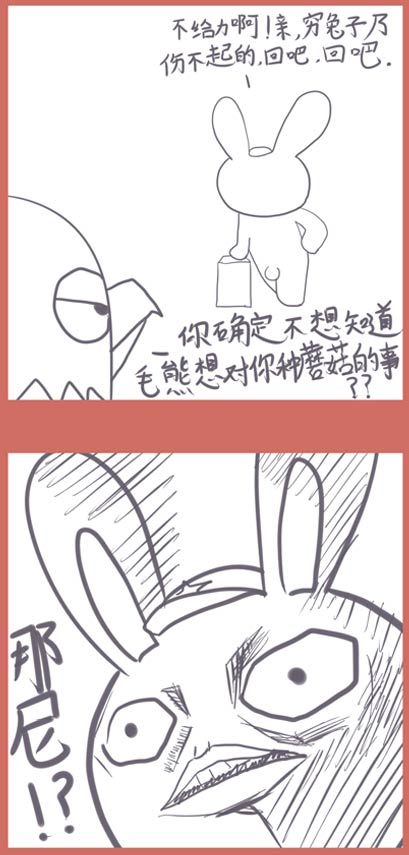 不给力啊!亲,穷兔子乃
伤不起的,回吧.回吧.
你确定不想知道
毛熊想对你种蘑菇的事
??
那
尼
!?